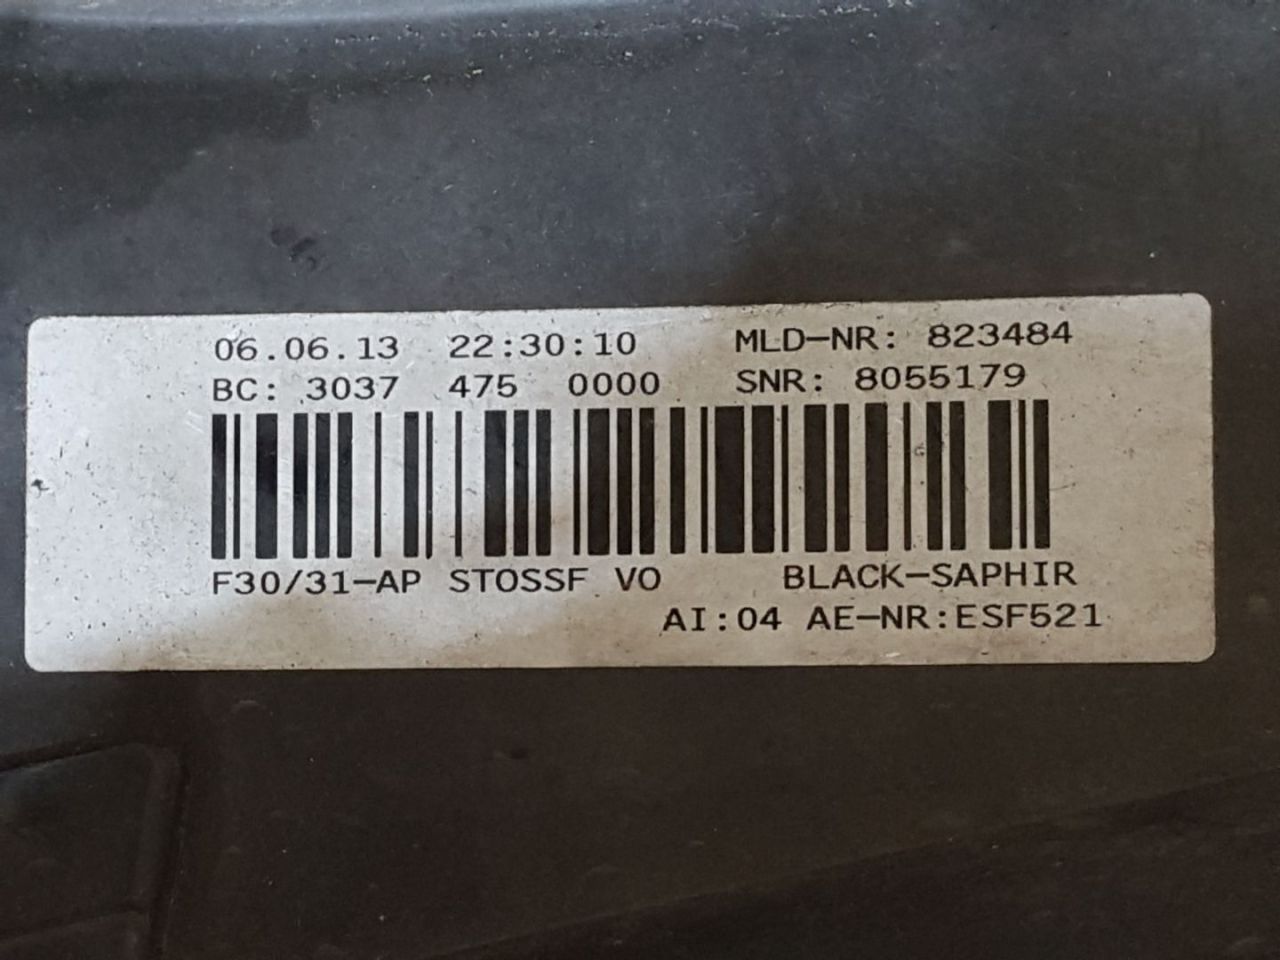 06.06.13 22:30:10 MLD-NR: 823484
BC: 3037 475 0000 SNR: 8055179
F30/31-AP STOSSF VO BLACK-SAPHIR
AI:04 AE-NR:ESF521